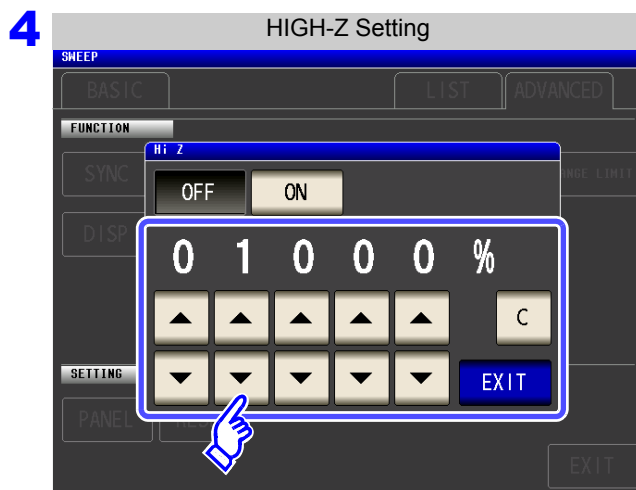 4
HIGH-Z Setting
SWEEP
BASIC
LIST
ADVANCED
FUNCTION
Hi Z
SYNC
OFF
ON
DISP
0 1 0 0 0 %
C
SETTING
EXIT
PANEL
EXIT